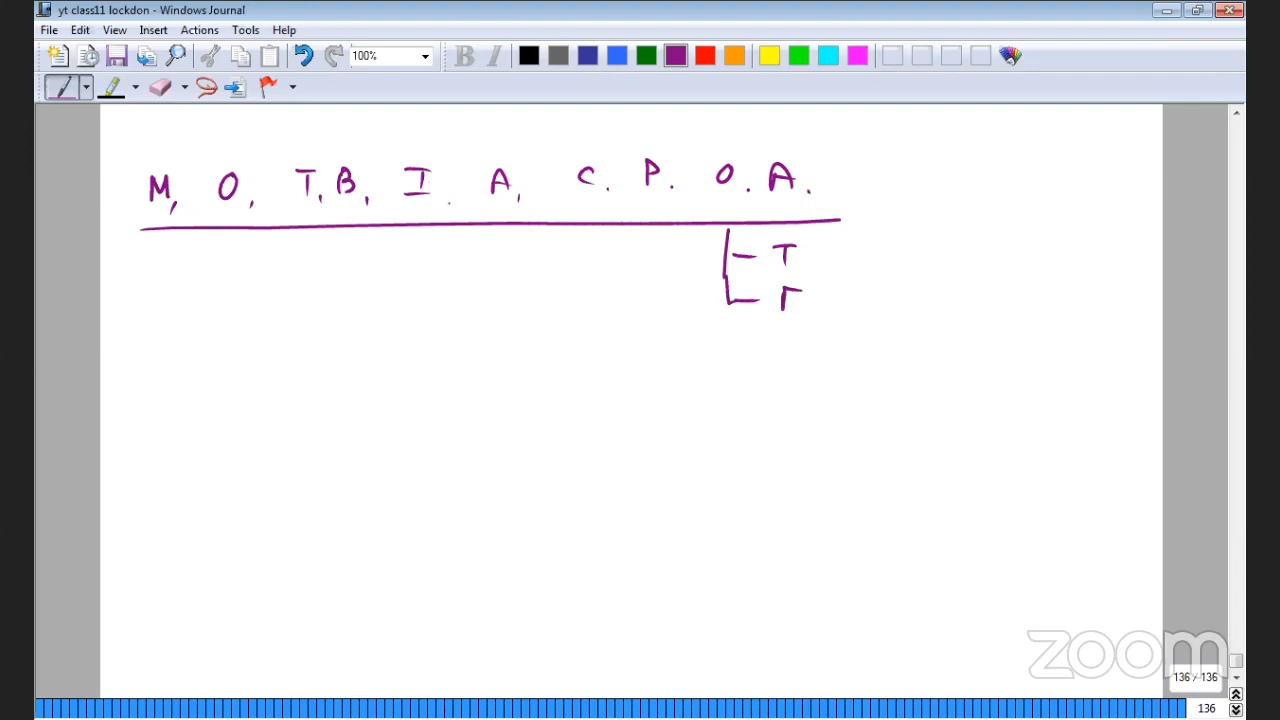 yt class11 lockdon - Windows Journal
File Edit View Insert Actions Tools Help
100%
M, O, T, B, I. A, C. P. O. A.
T
F
zoom
136 / 136
136